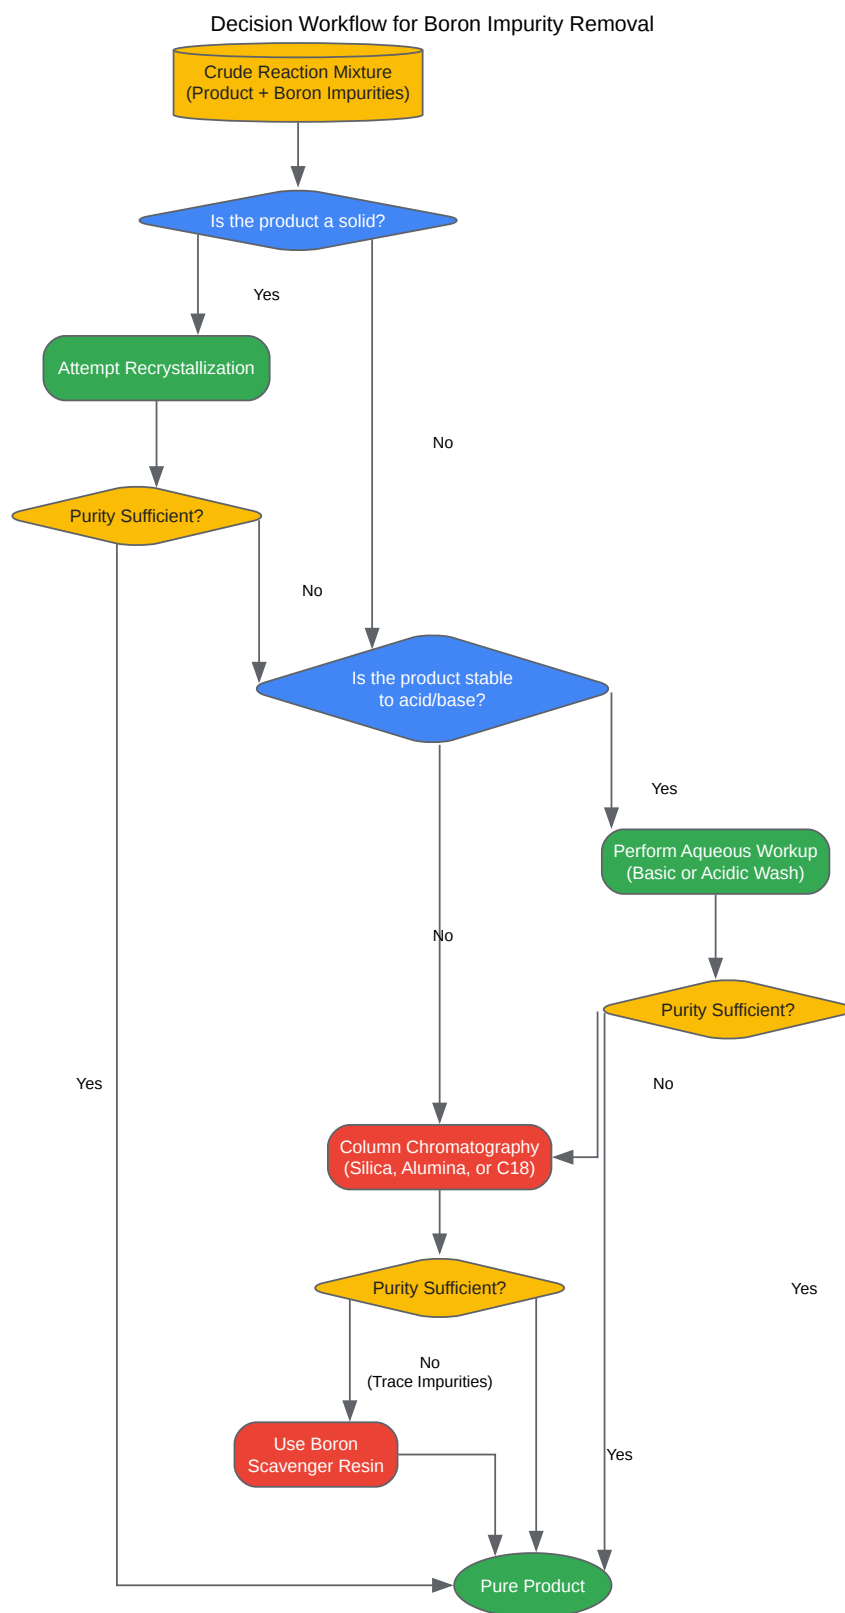 Decision Workflow for Boron Impurity Removal
Crude Reaction Mixture
(Product + Boron Impurities)
Is the product a solid?
Yes
Attempt Recrystallization
No
Purity Sufficient?
No
Is the product stable
to acid/base?
Yes
Perform Aqueous Workup
(Basic or Acidic Wash)
No
Purity Sufficient?
Yes
No
Column Chromatography
(Silica, Alumina, or C18)
Purity Sufficient?
Yes
No
(Trace Impurities)
Use Boron
Scavenger Resin
Yes
Pure Product